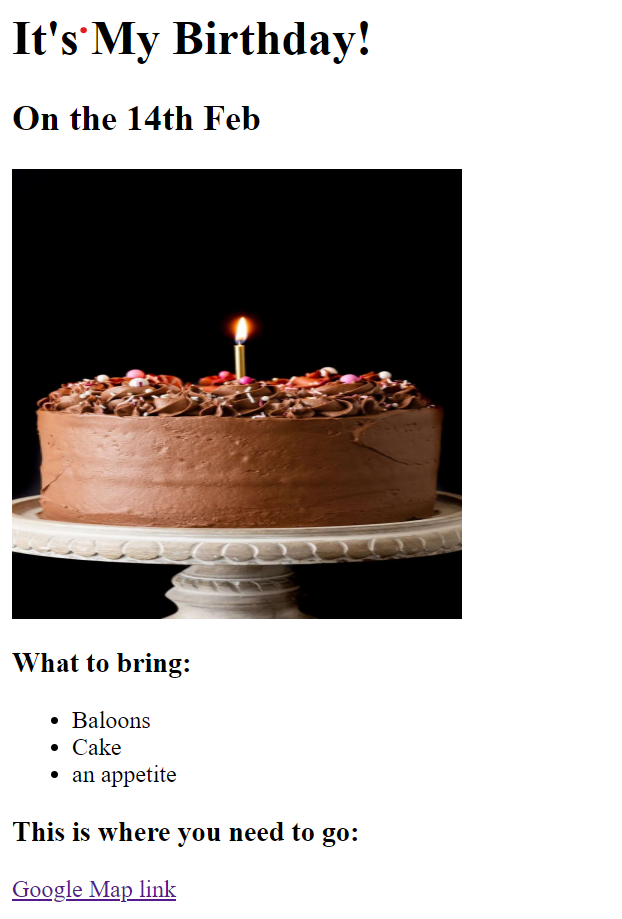 It's My Birthday!
On the 14th Feb
What to bring:
Baloons
Cake
an appetite
This is where you need to go:
Google Map link